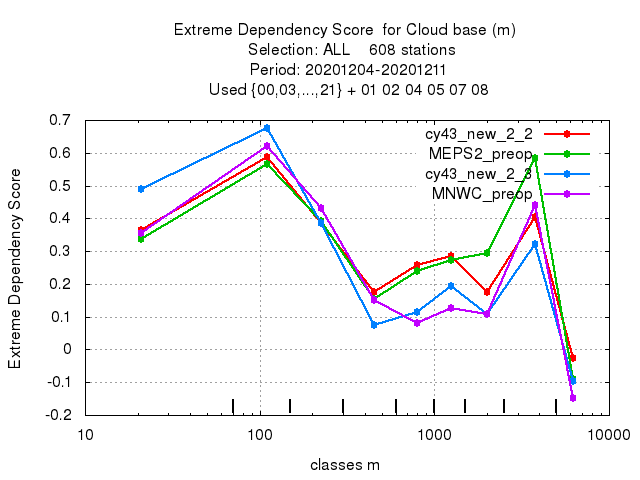 Extreme Dependency Score  for Cloud base (m)
Selection: ALL    608 stations
Period: 20201204-20201211
Used {00,03,...,21} + 01 02 04 05 07 08
cy43_new_2_2
MEPS2_preop
cy43_new_2_3
MNWC_preop
Extreme Dependency Score
0.7
0.6
0.5
0.4
0.3
0.2
0.1
0
-0.1
-0.2
10 100 1000 10000
classes m